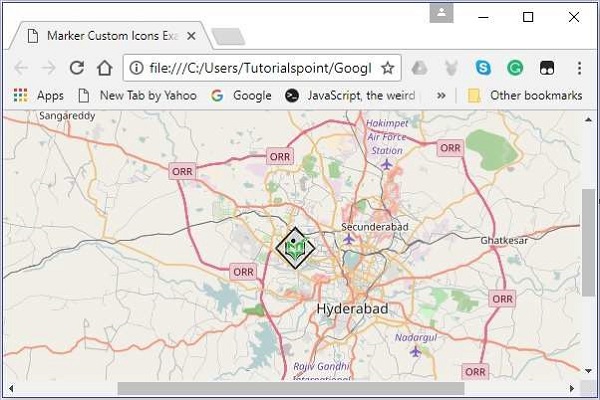 Marker Custom Icons Exa
file:///C:/Users/Tutorialspoint/Googl
Apps
New Tab by Yahoo
Google
JavaScript, the weird
»
Other bookmarks
Sangareddy
Hakimpet
Air Force
Station
ORR
ORR
ORR
Secunderabad
Ghatkesar
ORR
ORR
Hyderabad
Nadargul
Rajiv Gandhi
International
ORR